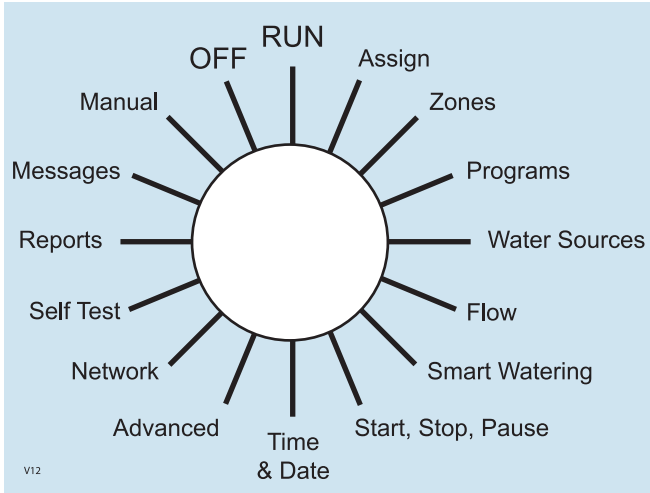 RUN
Assign
Zones
Programs
Water Sources
Flow
Smart Watering
Start, Stop, Pause
Time
& Date
Advanced
Network
Self Test
Reports
Messages
Manual
OFF
V12